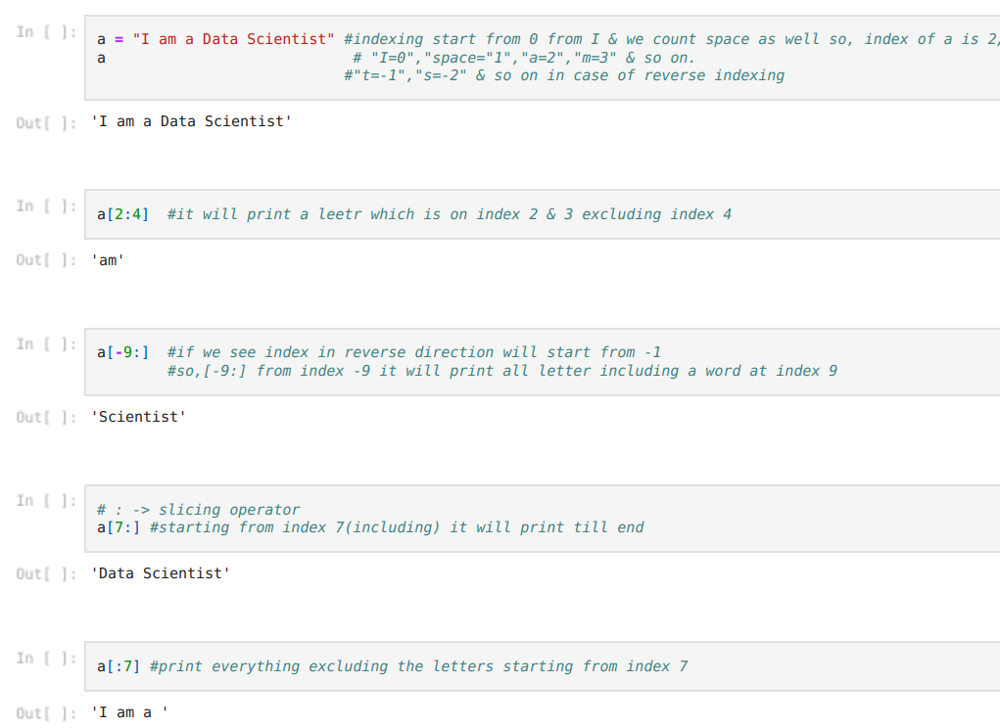 In [ ]: a = "I am a Data Scientist" #indexing start from 0 from I & we count space as well so, index of a is 2,
a # "I=0","space="1","a=2","m=3" & so on.
#"t=-1","s=-2" & so on in case of reverse indexing
Out[ ]: 'I am a Data Scientist'
In [ ]: a[2:4] #it will print a leetr which is on index 2 & 3 excluding index 4
Out[ ]: 'am'
In [ ]: a[-9:] #if we see index in reverse direction will start from -1
#so,[-9:] from index -9 it will print all letter including a word at index 9
Out[ ]: 'Scientist'
In [ ]: # : -> slicing operator
a[7:] #starting from index 7(including) it will print till end
Out[ ]: 'Data Scientist'
In [ ]: a[:7] #print everything excluding the letters starting from index 7
Out[ ]: 'I am a '